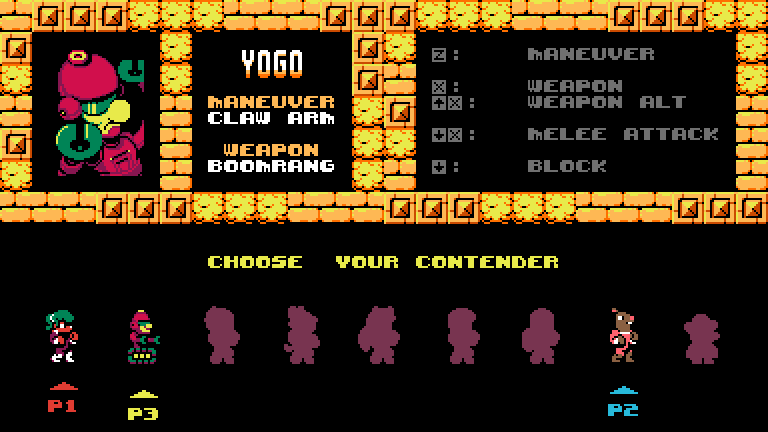 YOGO
MANEUVER
CLAW ARM
WEAPON
BOOMRANG
Z: MANEUVER
X: WEAPON
+X: WEAPON ALT
+X: MELEE ATTACK
+: BLOCK
CHOOSE YOUR CONTENDER
P1
P3
P2